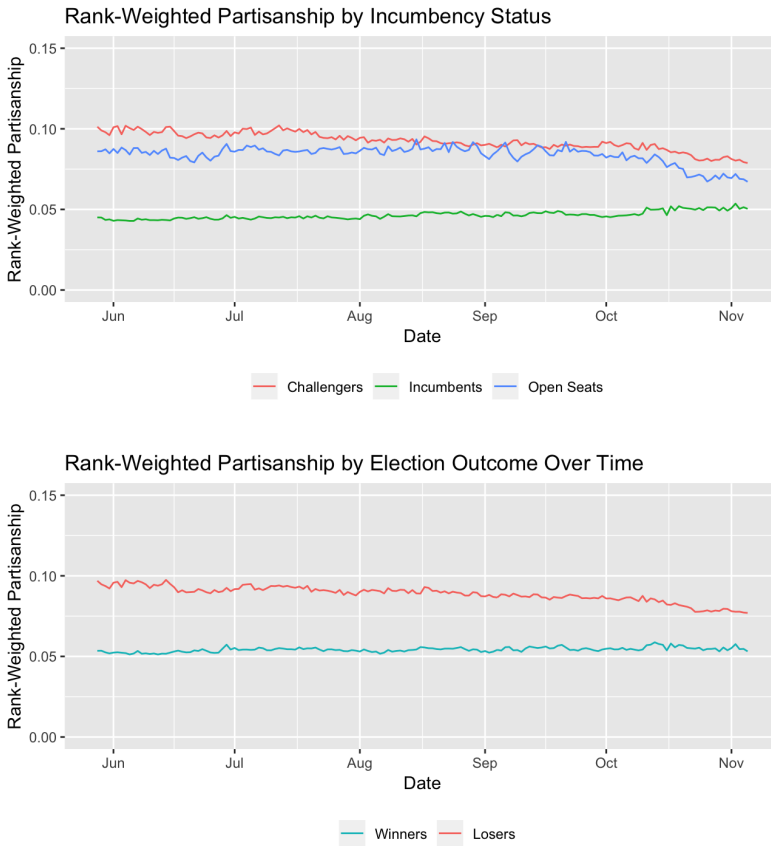 Rank-Weighted Partisanship by Incumbency Status
Rank-Weighted Partisanship
0.15
0.10
0.05
0.00
Jun Jul Aug Sep Oct Nov
Date
Challengers Incumbents Open Seats
Rank-Weighted Partisanship by Election Outcome Over Time
Rank-Weighted Partisanship
0.15
0.10
0.05
0.00
Jun Jul Aug Sep Oct Nov
Date
Winners Losers